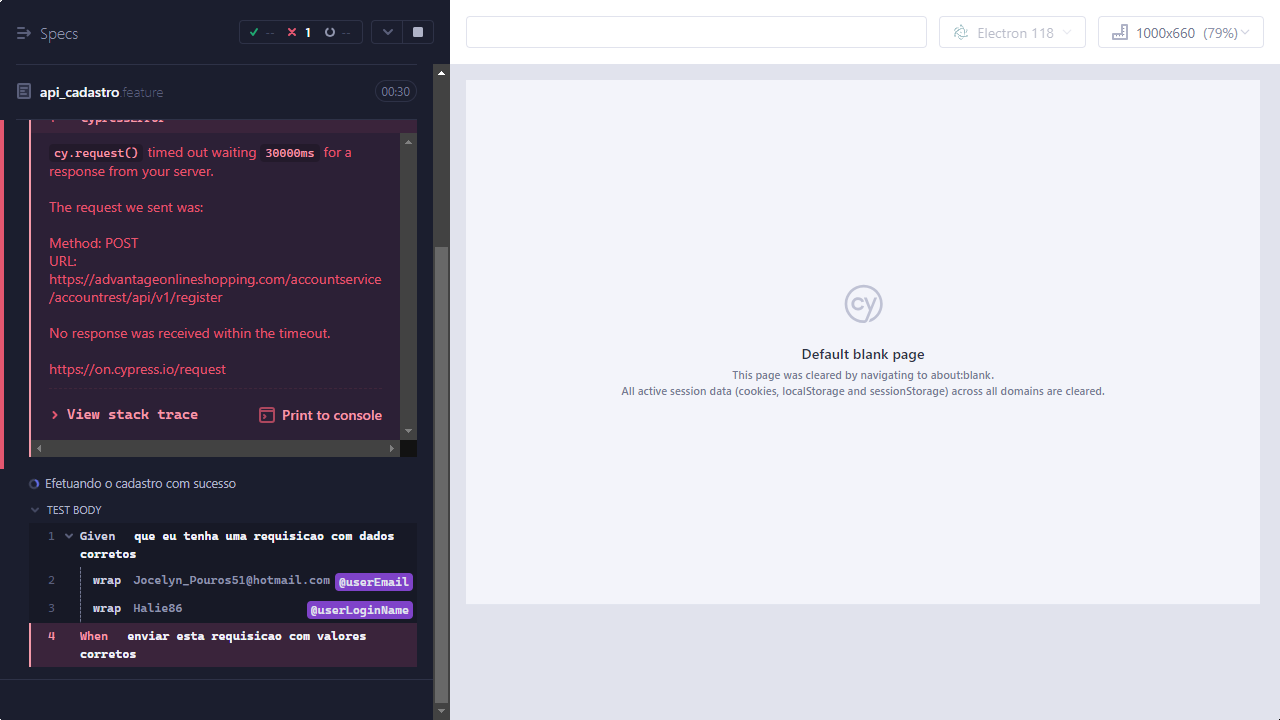 Specs
-- 1 --
api_cadastro.feature
00:30
CypressError
cy.request() timed out waiting 30000ms for a
response from your server.
The request we sent was:
Method: POST
URL:
https://advantageonlineshopping.com/accountservice
/accountrest/api/v1/register
No response was received within the timeout.
https://on.cypress.io/request
View stack trace
Print to console
Efetuando o cadastro com sucesso
TEST BODY
1 Given que eu tenha uma requisicao com dados
corretos
2 wrap Jocelyn_Pouros51@hotmail.com @userEmail
3 wrap Halie86 @userLoginName
4 When enviar esta requisicao com valores
corretos
Electron 118
1000x660 (79%)
cy
Default blank page
This page was cleared by navigating to about:blank.
All active session data (cookies, localStorage and sessionStorage) across all domains are cleared.